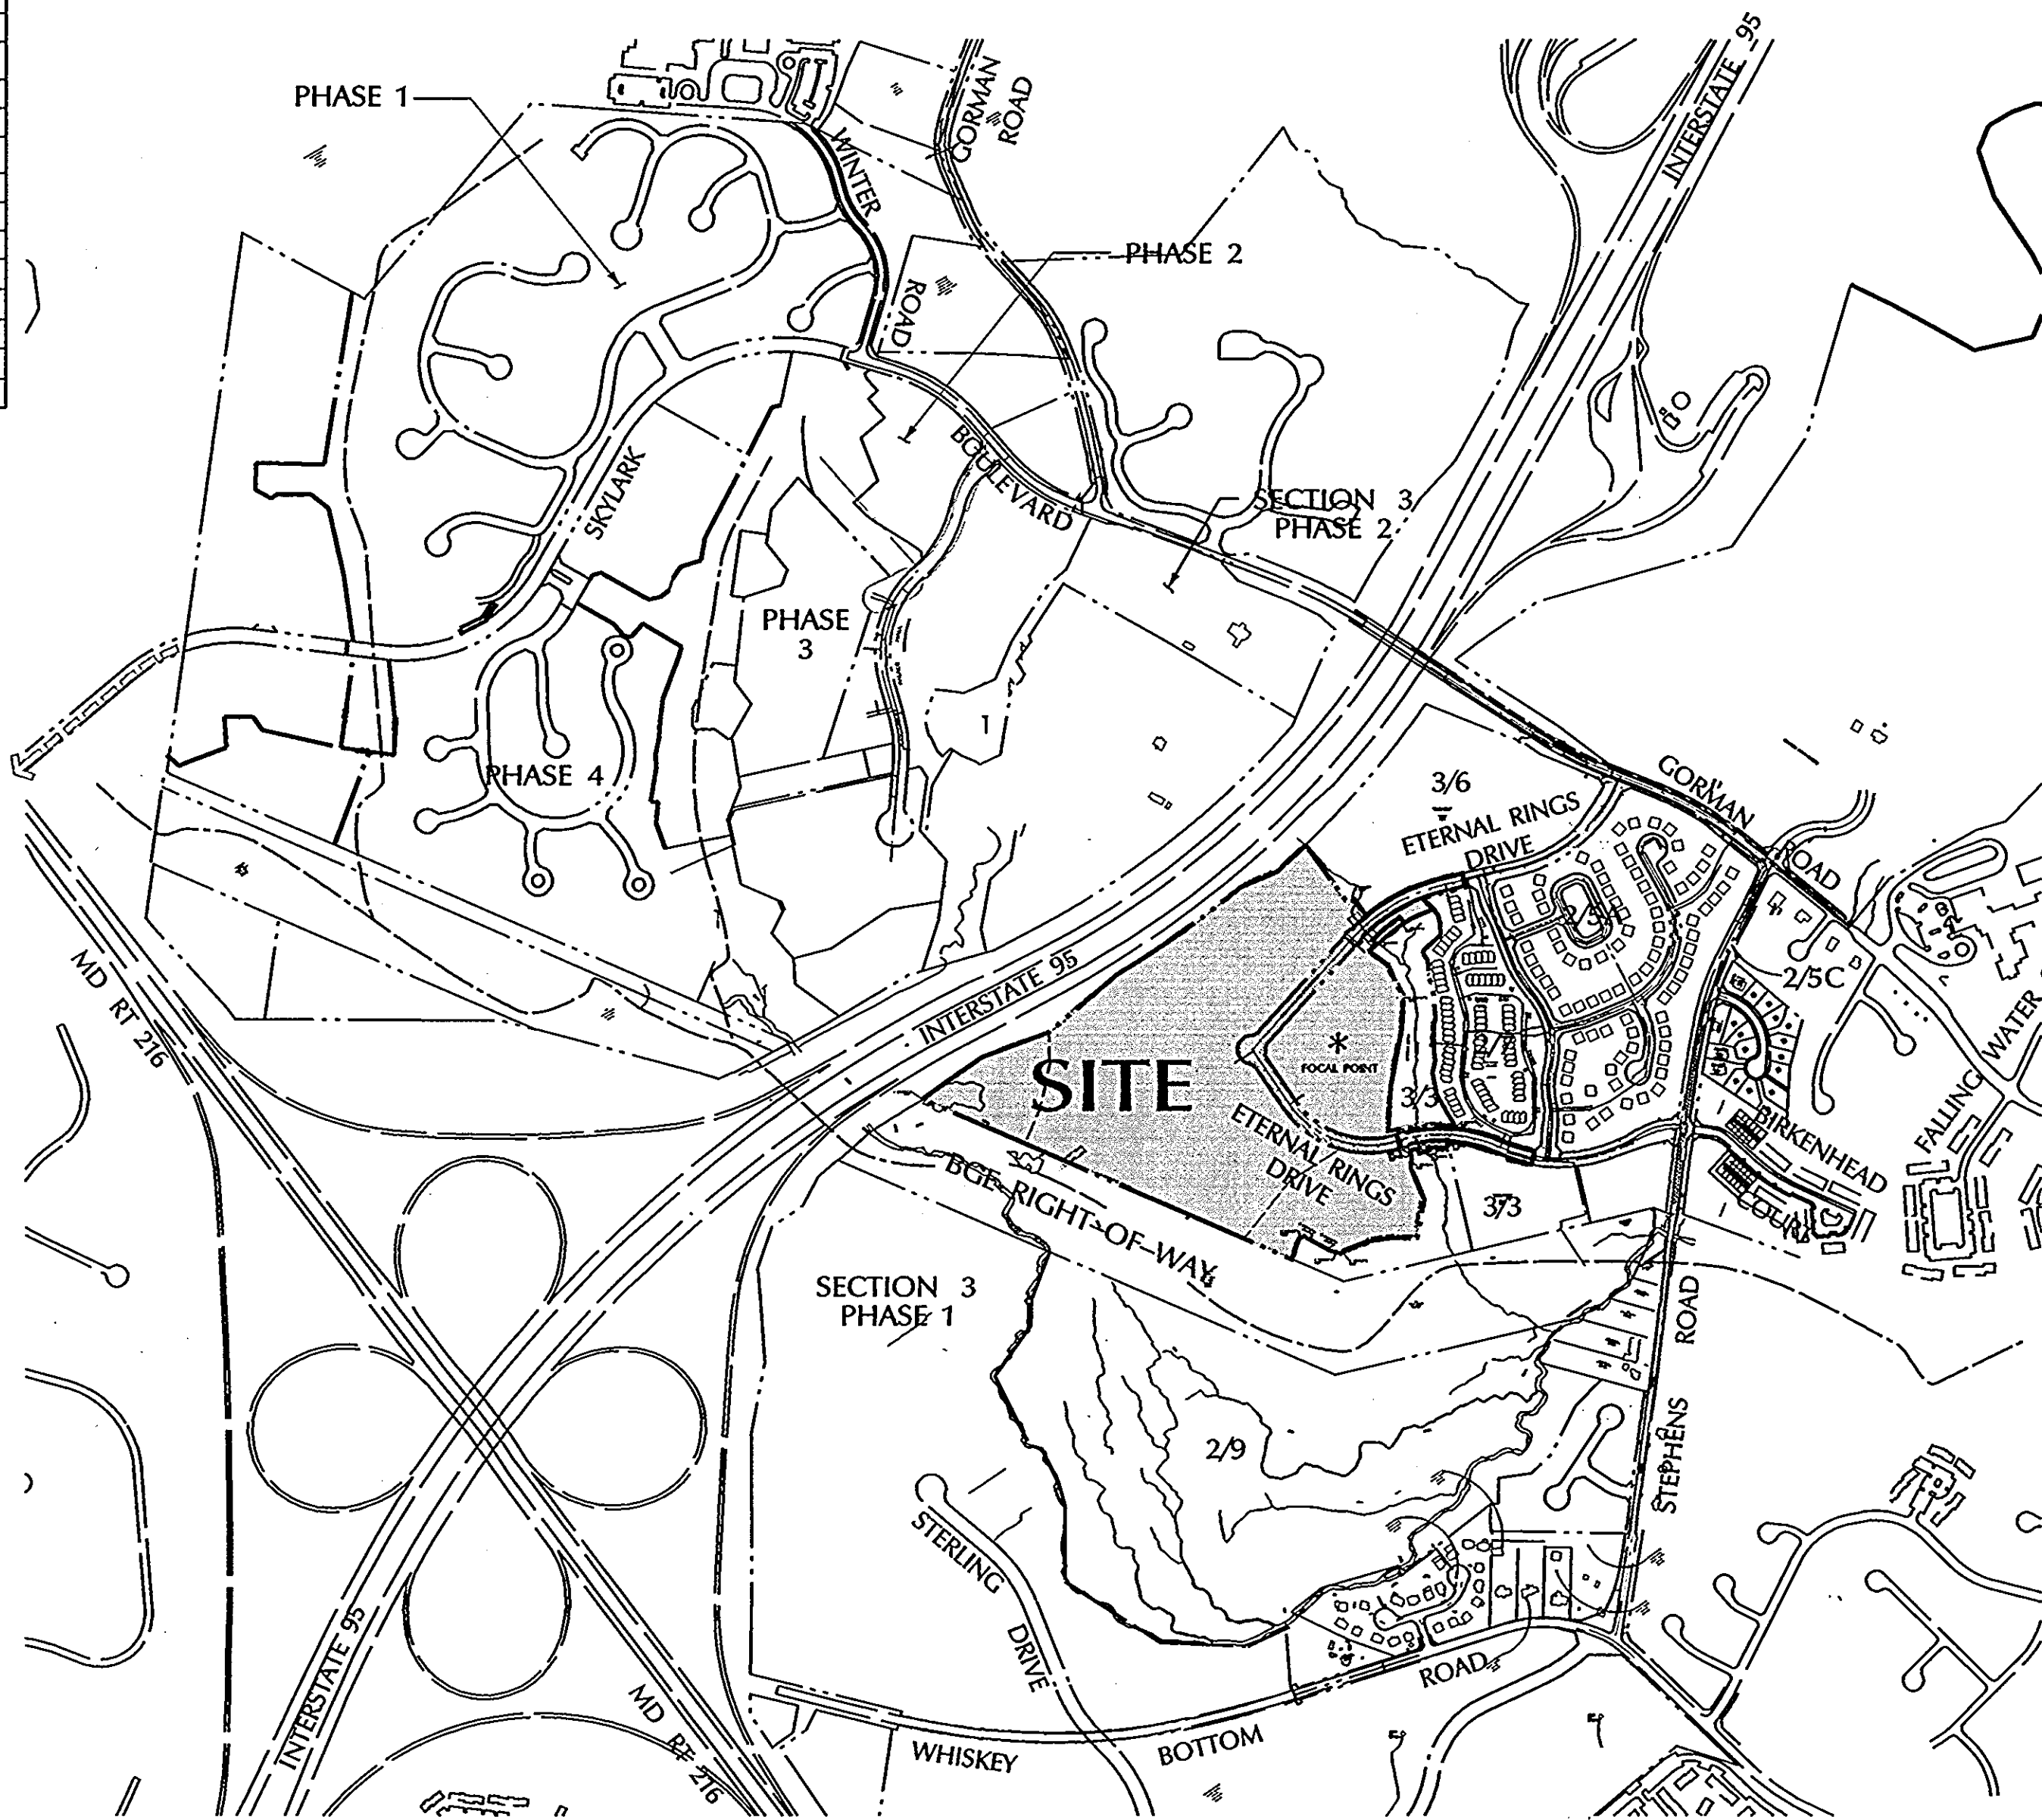 INTERSTATE 95
GORMAN
ROAD
PHASE 1
WINTER
ROAD
PHASE 2
BOULEVARD
SKYLARK
SECTION 3
PHASE 2
PHASE
3
1
PHASE 4
3/6
GORMAN
ROAD
ETERNAL RINGS
DRIVE
2/5C
MD RT 216
INTERSTATE 95
SITE
*
FOCAL POINT
3/3
ETERNAL RINGS
DRIVE
BIRKENHEAD
COURT
FALLING
WATER
BGE RIGHT-OF-WAY
3/3
SECTION 3
PHASE 1
ROAD
STEPHENS
2/9
STERLING
DRIVE
INTERSTATE 95
MD RT 216
WHISKEY
BOTTOM
ROAD